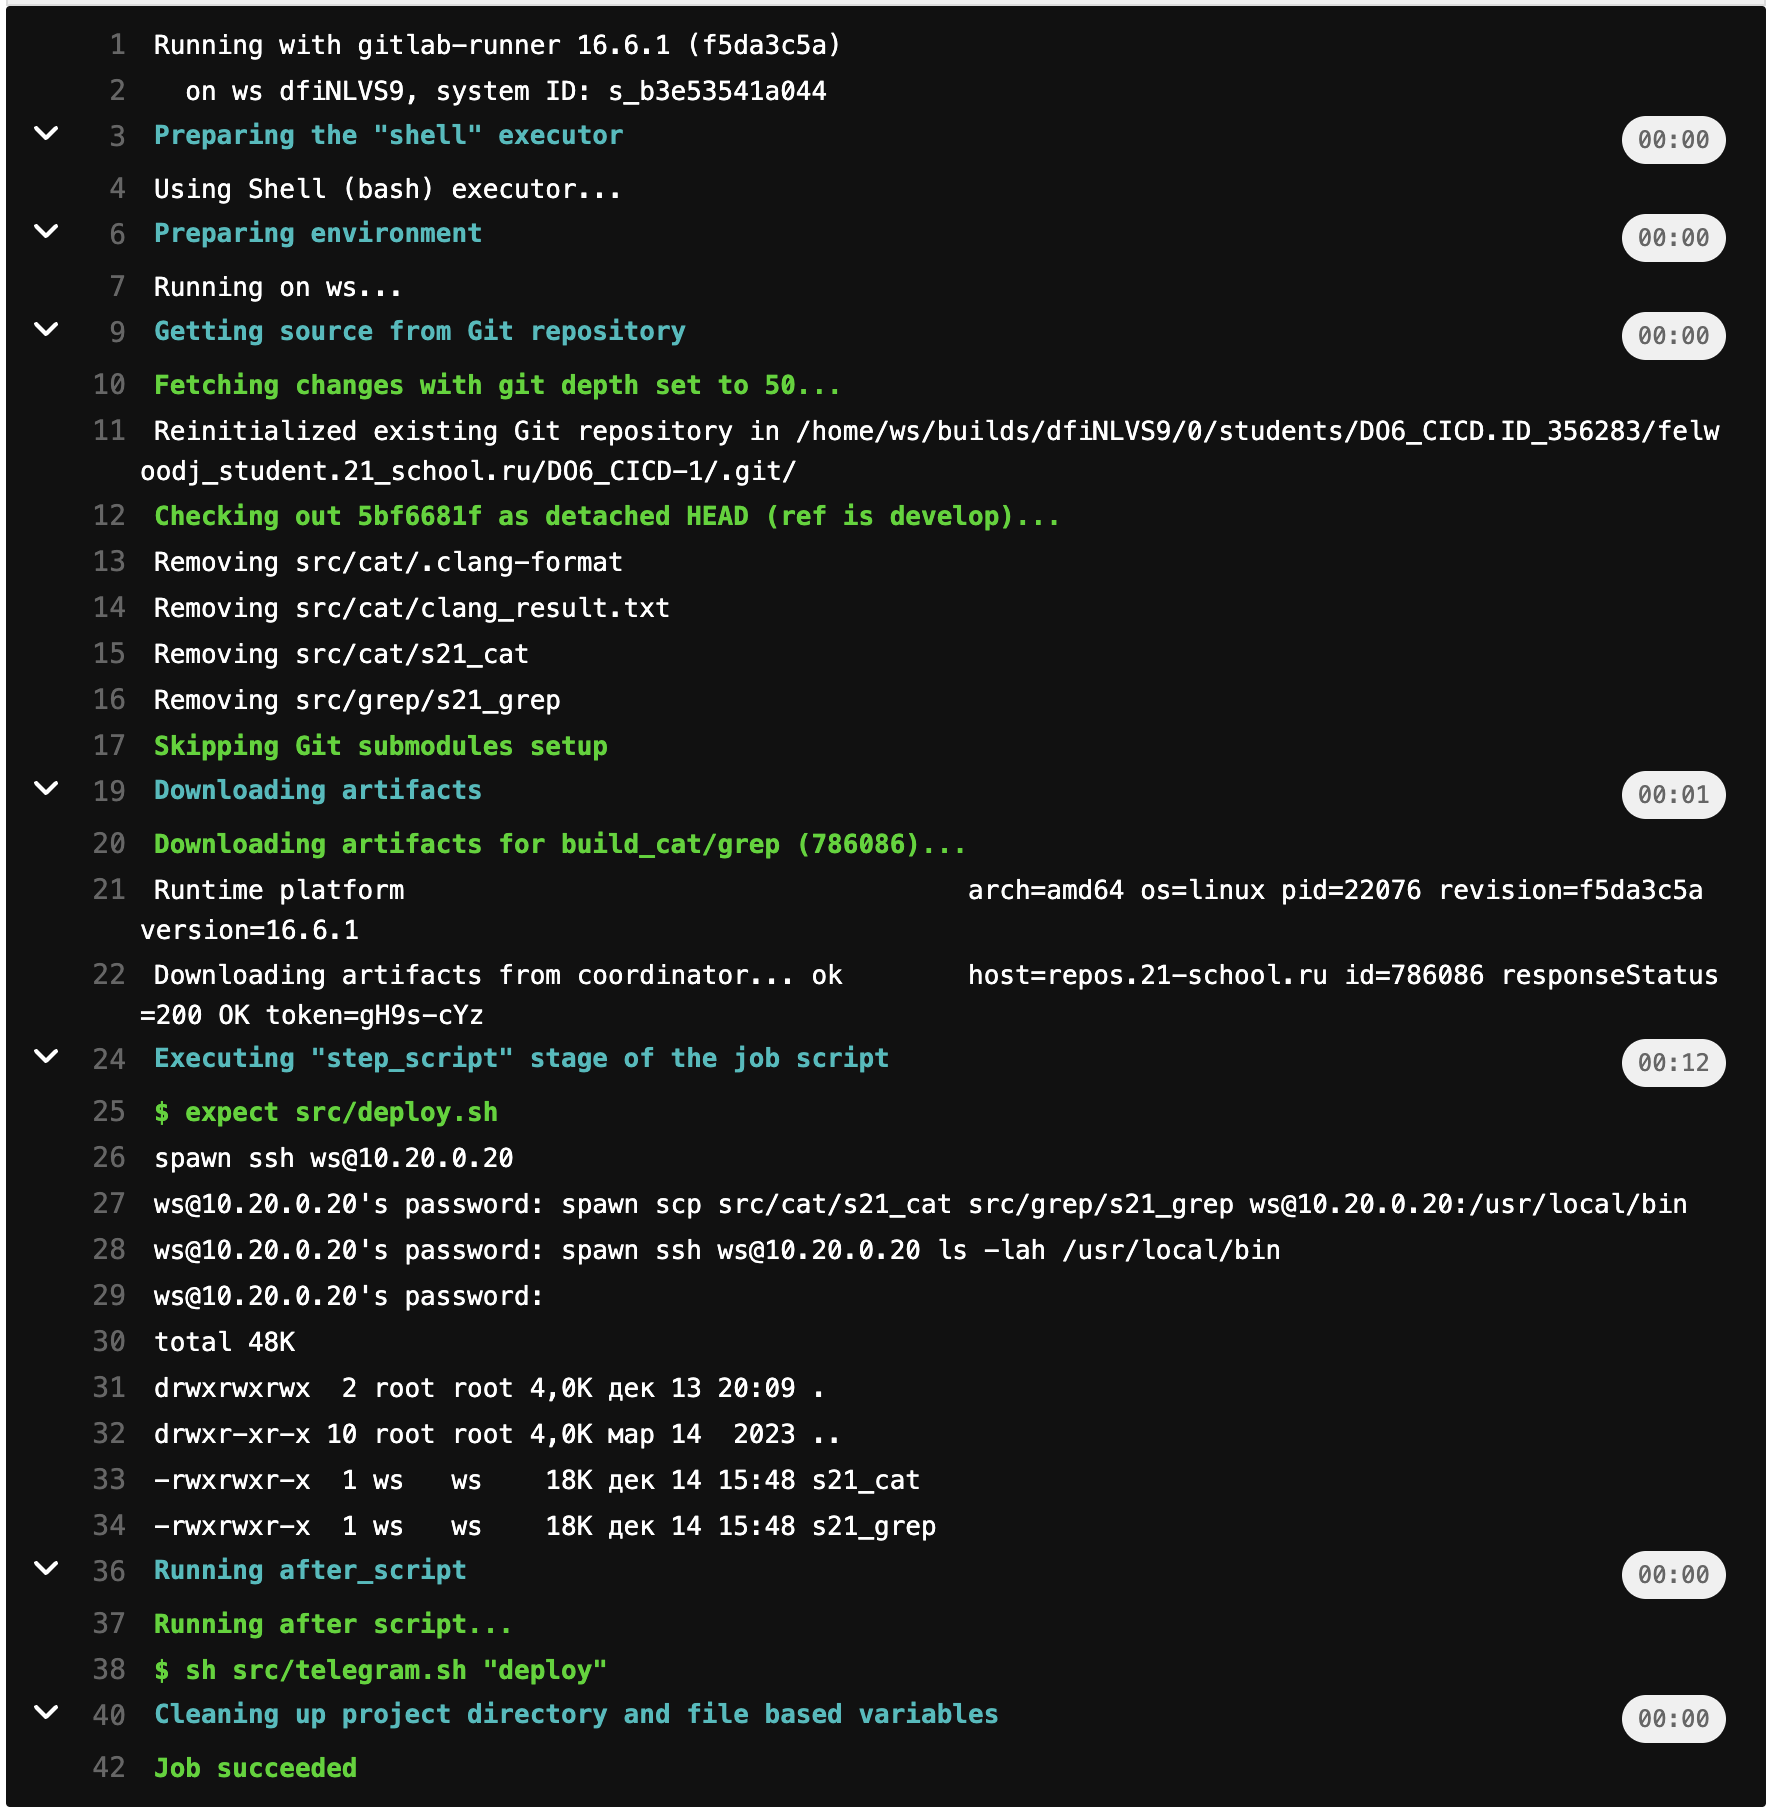 1 Running with gitlab-runner 16.6.1 (f5da3c5a)
2   on ws dfiNLVS9, system ID: s_b3e53541a044
3 Preparing the "shell" executor 00:00
4 Using Shell (bash) executor...
6 Preparing environment 00:00
7 Running on ws...
9 Getting source from Git repository 00:00
10 Fetching changes with git depth set to 50...
11 Reinitialized existing Git repository in /home/ws/builds/dfiNLVS9/0/students/DO6_CICD.ID_356283/felw
oodj_student.21_school.ru/DO6_CICD-1/.git/
12 Checking out 5bf6681f as detached HEAD (ref is develop)...
13 Removing src/cat/.clang-format
14 Removing src/cat/clang_result.txt
15 Removing src/cat/s21_cat
16 Removing src/grep/s21_grep
17 Skipping Git submodules setup
19 Downloading artifacts 00:01
20 Downloading artifacts for build_cat/grep (786086)...
21 Runtime platform                                    arch=amd64 os=linux pid=22076 revision=f5da3c5a
version=16.6.1
22 Downloading artifacts from coordinator... ok        host=repos.21-school.ru id=786086 responseStatus
=200 OK token=gH9s-cYz
24 Executing "step_script" stage of the job script 00:12
25 $ expect src/deploy.sh
26 spawn ssh ws@10.20.0.20
27 ws@10.20.0.20's password: spawn scp src/cat/s21_cat src/grep/s21_grep ws@10.20.0.20:/usr/local/bin
28 ws@10.20.0.20's password: spawn ssh ws@10.20.0.20 ls -lah /usr/local/bin
29 ws@10.20.0.20's password:
30 total 48K
31 drwxrwxrwx  2 root root 4,0K дек 13 20:09 .
32 drwxr-xr-x 10 root root 4,0K мар 14  2023 ..
33 -rwxrwxr-x  1 ws   ws    18K дек 14 15:48 s21_cat
34 -rwxrwxr-x  1 ws   ws    18K дек 14 15:48 s21_grep
36 Running after_script 00:00
37 Running after script...
38 $ sh src/telegram.sh "deploy"
40 Cleaning up project directory and file based variables 00:00
42 Job succeeded